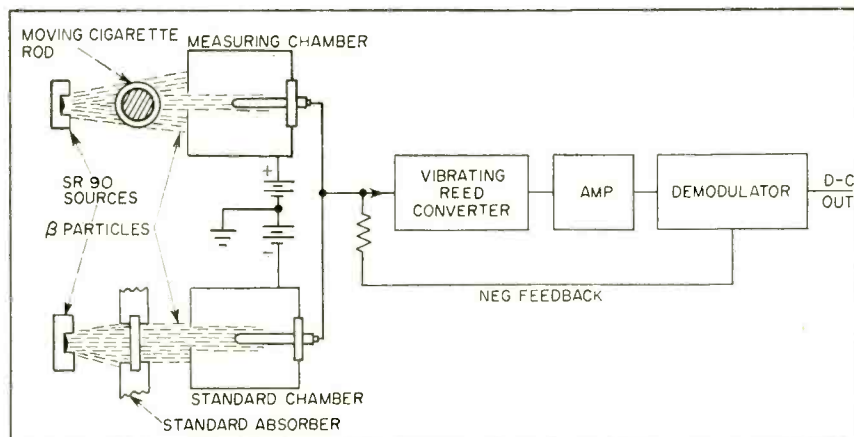 MOVING CIGARETTE
ROD
MEASURING CHAMBER
SR 90
SOURCES
β PARTICLES
+
−
VIBRATING
REED
CONVERTER
AMP
DEMODULATOR
D-C
OUT
NEG FEEDBACK
STANDARD CHAMBER
STANDARD ABSORBER